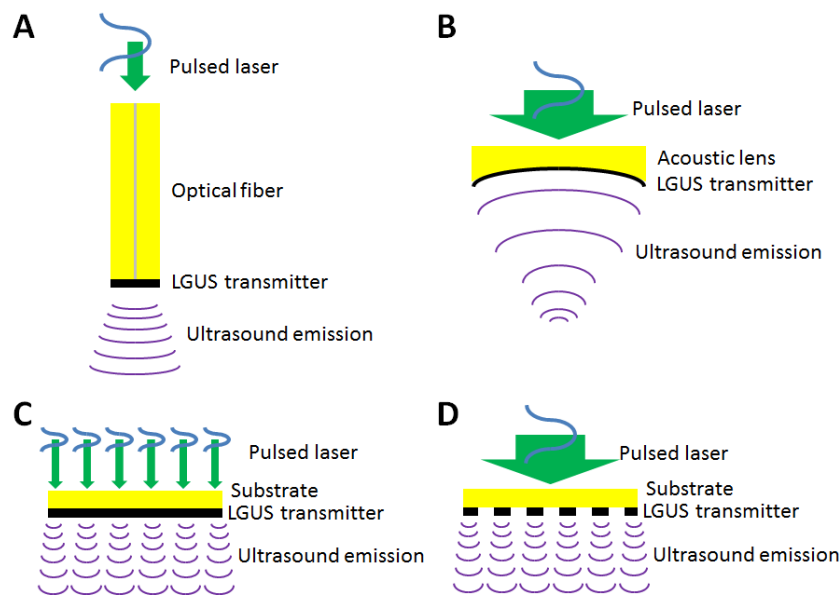 A
Pulsed laser
Optical fiber
LGUS transmitter
Ultrasound emission
B
Pulsed laser
Acoustic lens
LGUS transmitter
Ultrasound emission
C
Pulsed laser
Substrate
LGUS transmitter
Ultrasound emission
D
Pulsed laser
Substrate
LGUS transmitter
Ultrasound emission